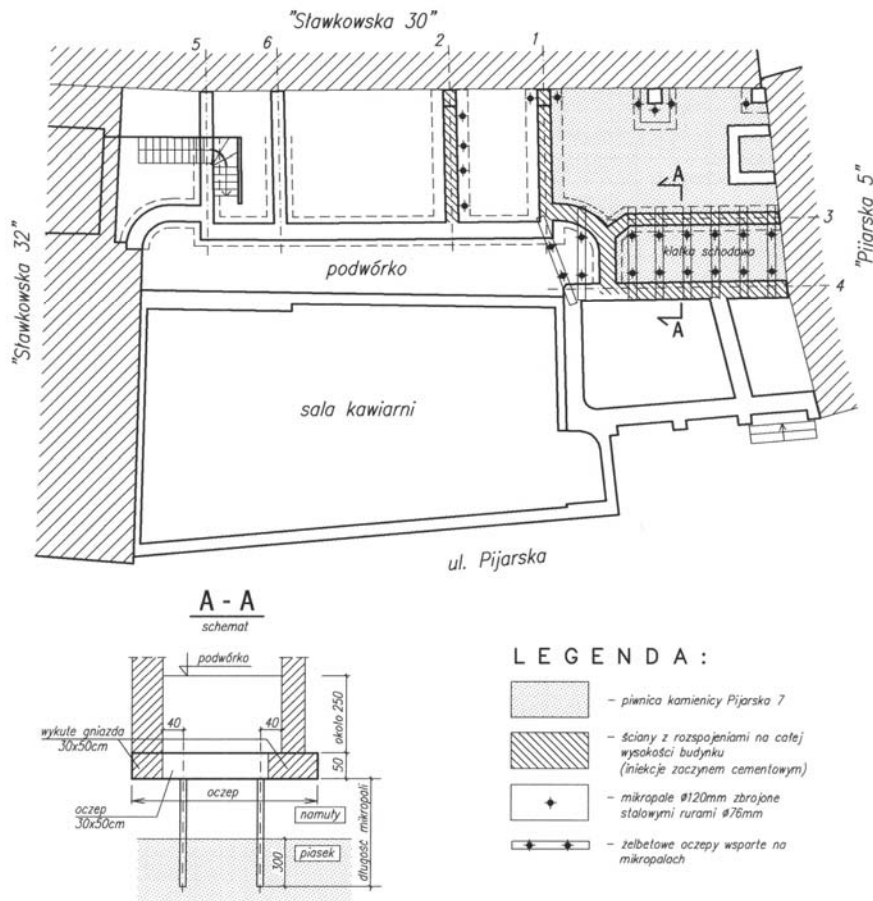 "Sławkowska 30"
5
6
2
1
A
3
"Pijarska 5"
klatka schodowa
"Sławkowska 32"
podwórko
4
A
sala kawiarni
ul. Pijarska
A - A
schemat
podwórko
wykute gniazda
30x50cm
40
40
około 250
50
oczep
oczep
30x50cm
namuły
piasek
300
długość mikropali
LEGENDA:
– piwnica kamienicy Pijarska 7
– ściany z rozspojeniami na całej
wysokości budynku
(iniekcje zaczynem cementowym)
– mikropale Ø120mm zbrojone
stalowymi rurami Ø76mm
– żelbetowe oczepy wsparte na
mikropalach